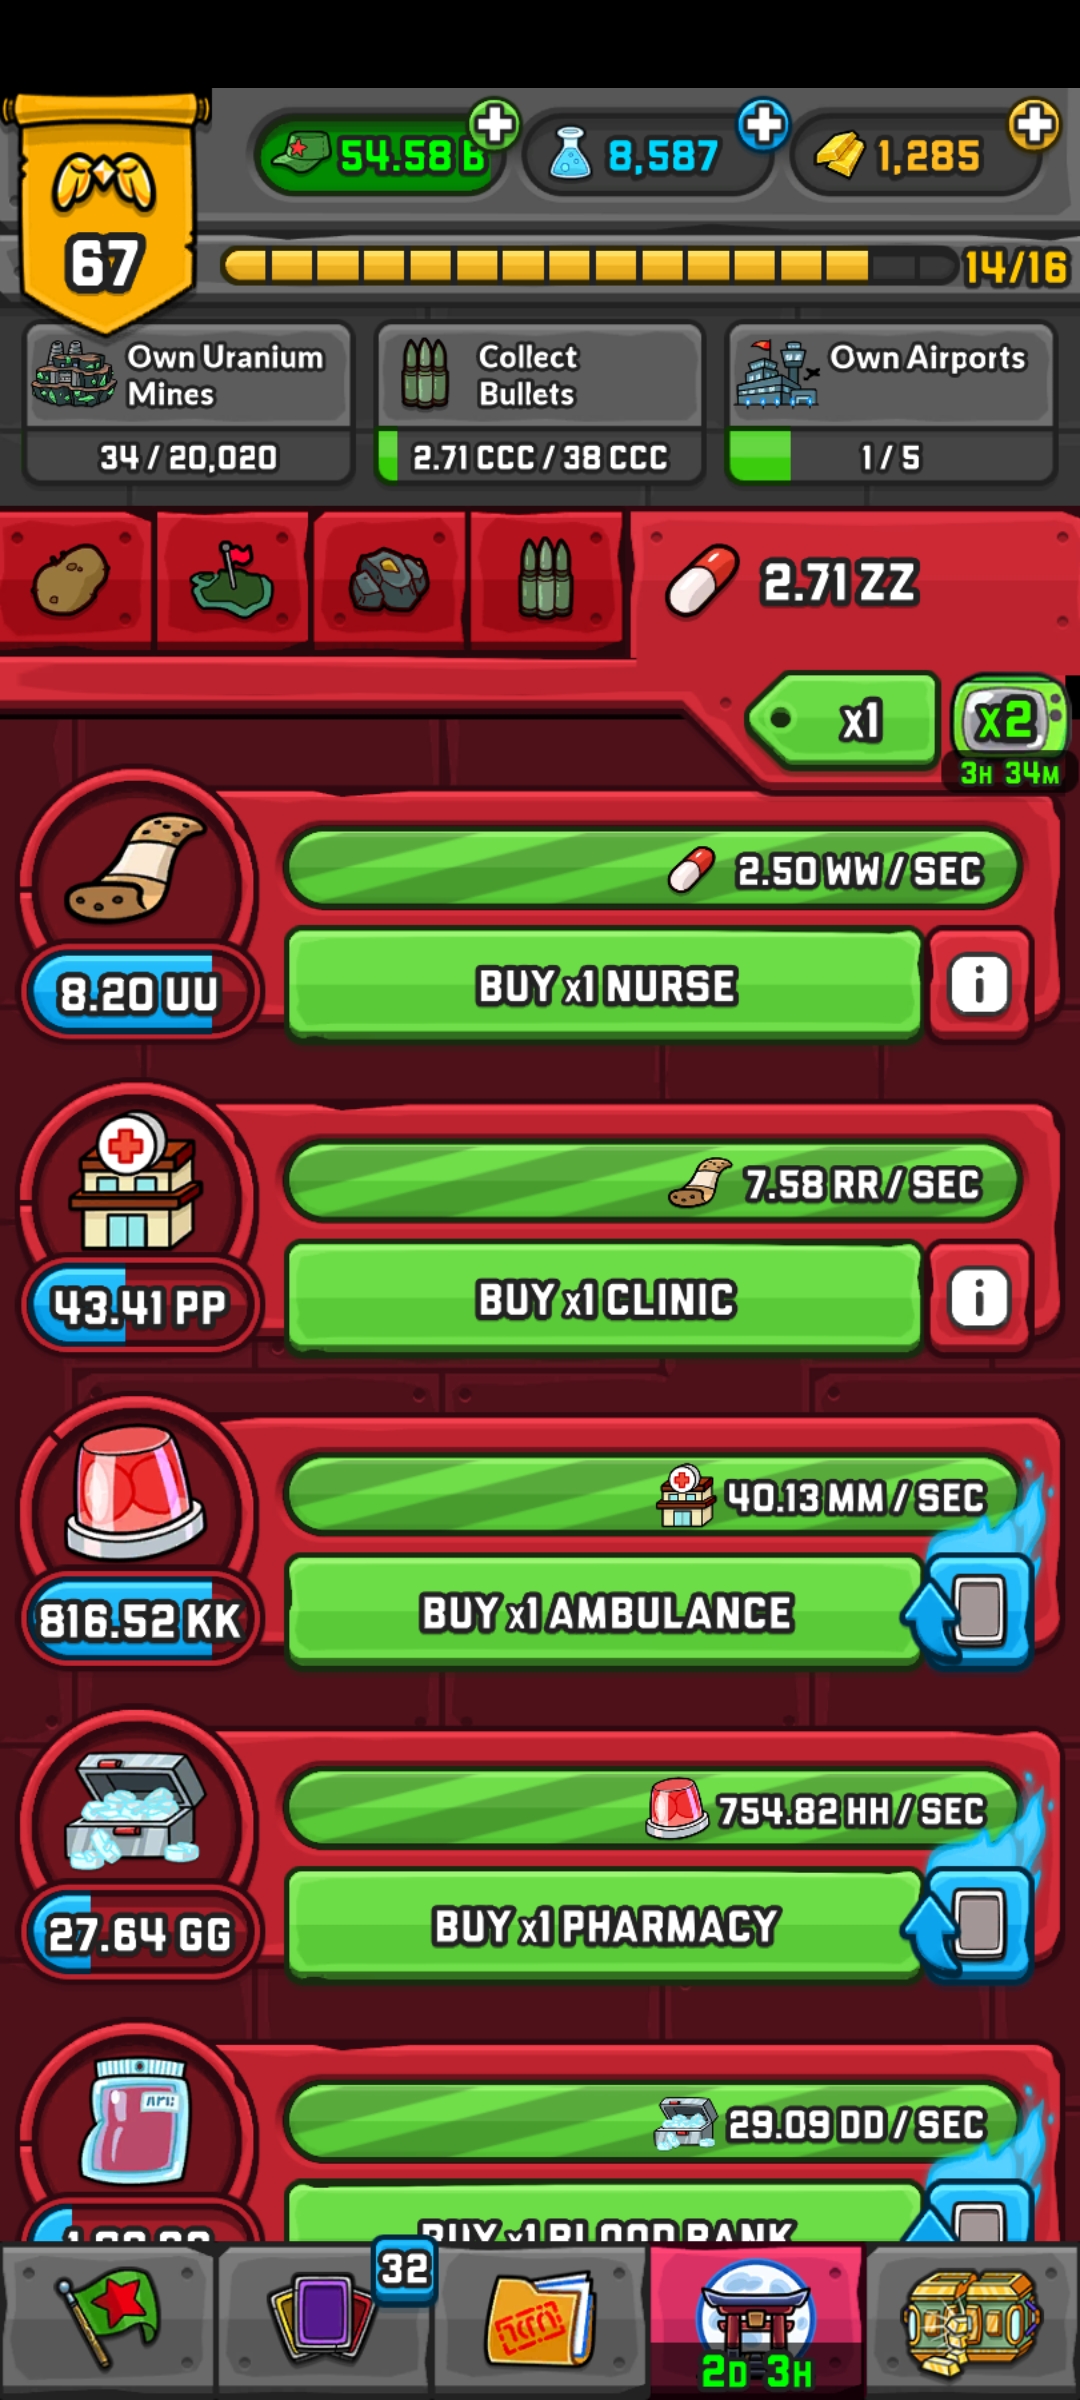 54.58 B
8,587
1,285
67
14/16
Own Uranium
Mines
34 / 20,020
Collect
Bullets
2.71 CCC / 38 CCC
Own Airports
1 / 5
2.71 ZZ
x1
x2
3H 34M
2.50 WW / SEC
8.20 UU
BUY x1 NURSE
i
7.58 RR / SEC
43.41 PP
BUY x1 CLINIC
i
40.13 MM / SEC
816.52 KK
BUY x1 AMBULANCE
754.82 HH / SEC
27.64 GG
BUY x1 PHARMACY
29.09 DD / SEC
BUY x1 BLOOD BANK
32
2D 3H